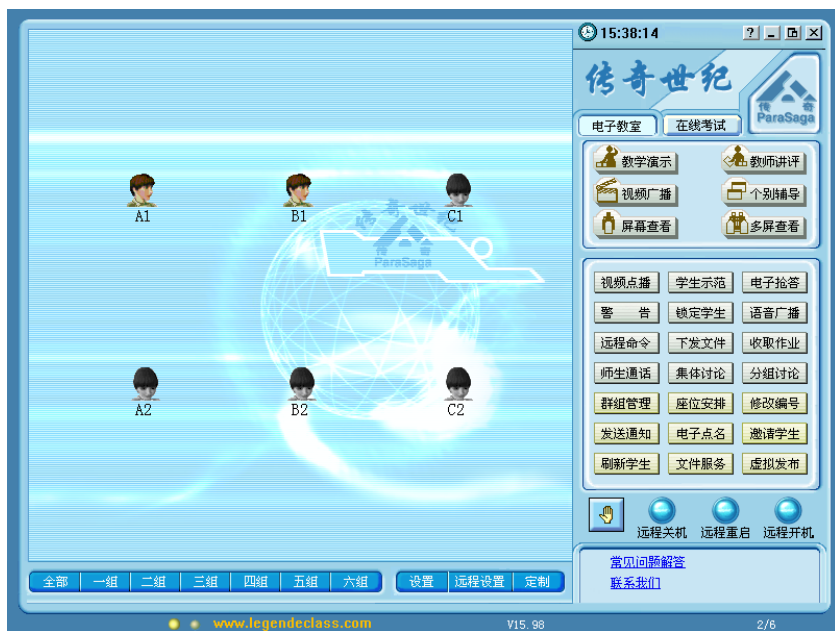 15:38:14
传奇世纪
传 奇
ParaSaga
电子教室 在线考试
教学演示 教师讲评
视频广播 个别辅导
屏幕查看 多屏查看
A1 B1 C1
传奇世纪
传 奇
ParaSaga
A2 B2 C2
视频点播 学生示范 电子抢答
警 告 锁定学生 语音广播
远程命令 下发文件 收取作业
师生通话 集体讨论 分组讨论
群组管理 座位安排 修改编号
发送通知 电子点名 邀请学生
刷新学生 文件服务 虚拟发布
远程关机 远程重启 远程开机
常见问题解答
联系我们
全部 一组 二组 三组 四组 五组 六组 设置 远程设置 定制
www.legendeclass.com V15.98 2/6